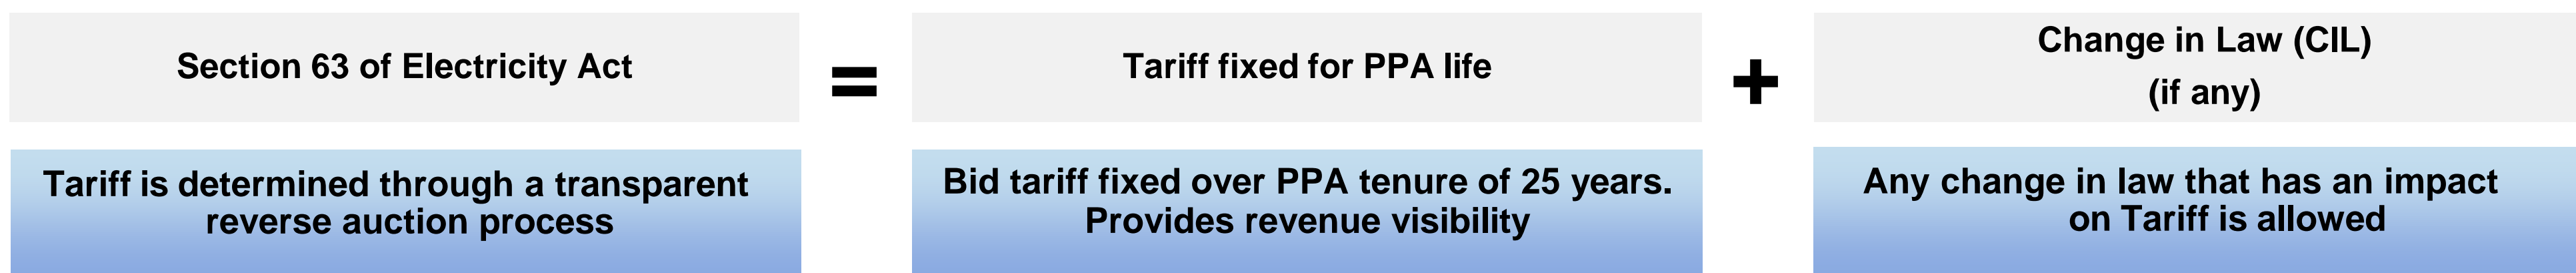 Section 63 of Electricity Act
=
Tariff fixed for PPA life
+
Change in Law (CIL)
(if any)
Tariff is determined through a transparent
reverse auction process
Bid tariff fixed over PPA tenure of 25 years.
Provides revenue visibility
Any change in law that has an impact
on Tariff is allowed